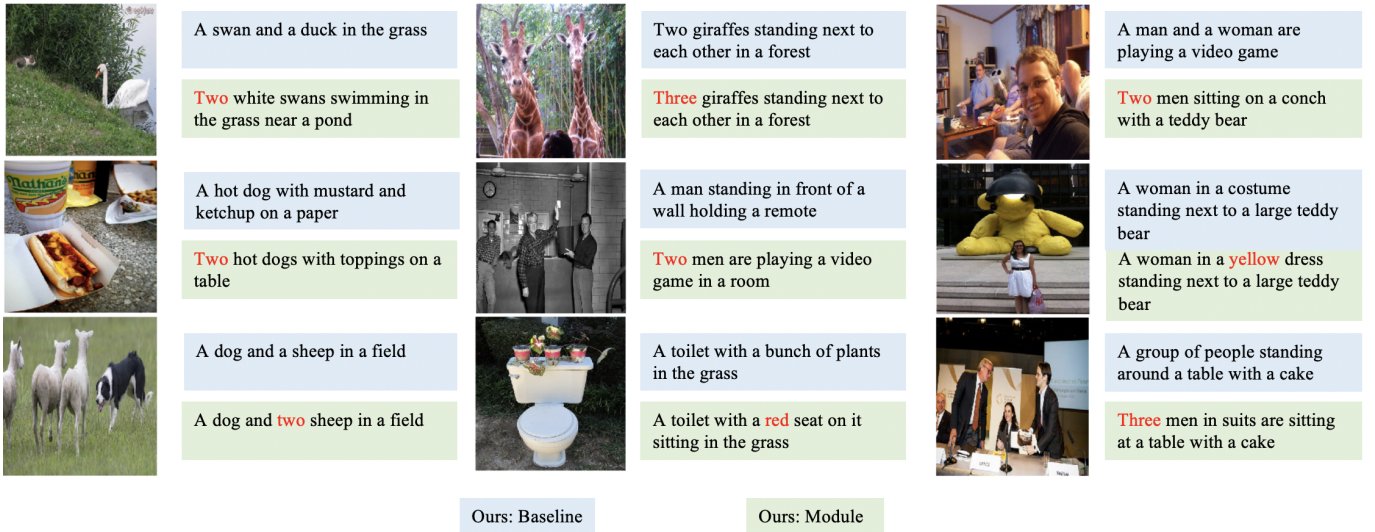 A swan and a duck in the grass
Two white swans swimming in
the grass near a pond
Two giraffes standing next to
each other in a forest
Three giraffes standing next to
each other in a forest
A man and a woman are
playing a video game
Two men sitting on a conch
with a teddy bear
Nathan's
A hot dog with mustard and
ketchup on a paper
Two hot dogs with toppings on a
table
A man standing in front of a
wall holding a remote
Two men are playing a video
game in a room
A woman in a costume
standing next to a large teddy
bear
A woman in a yellow dress
standing next to a large teddy
bear
A dog and a sheep in a field
A dog and two sheep in a field
A toilet with a bunch of plants
in the grass
A toilet with a red seat on it
sitting in the grass
A group of people standing
around a table with a cake
Three men in suits are sitting
at a table with a cake
Ours: Baseline
Ours: Module